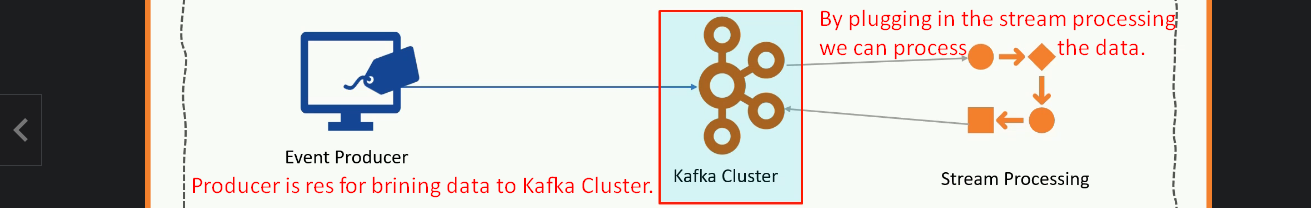 By plugging in the stream processing
we can process the data.
Event Producer
Producer is res for brining data to Kafka Cluster.
Kafka Cluster
Stream Processing